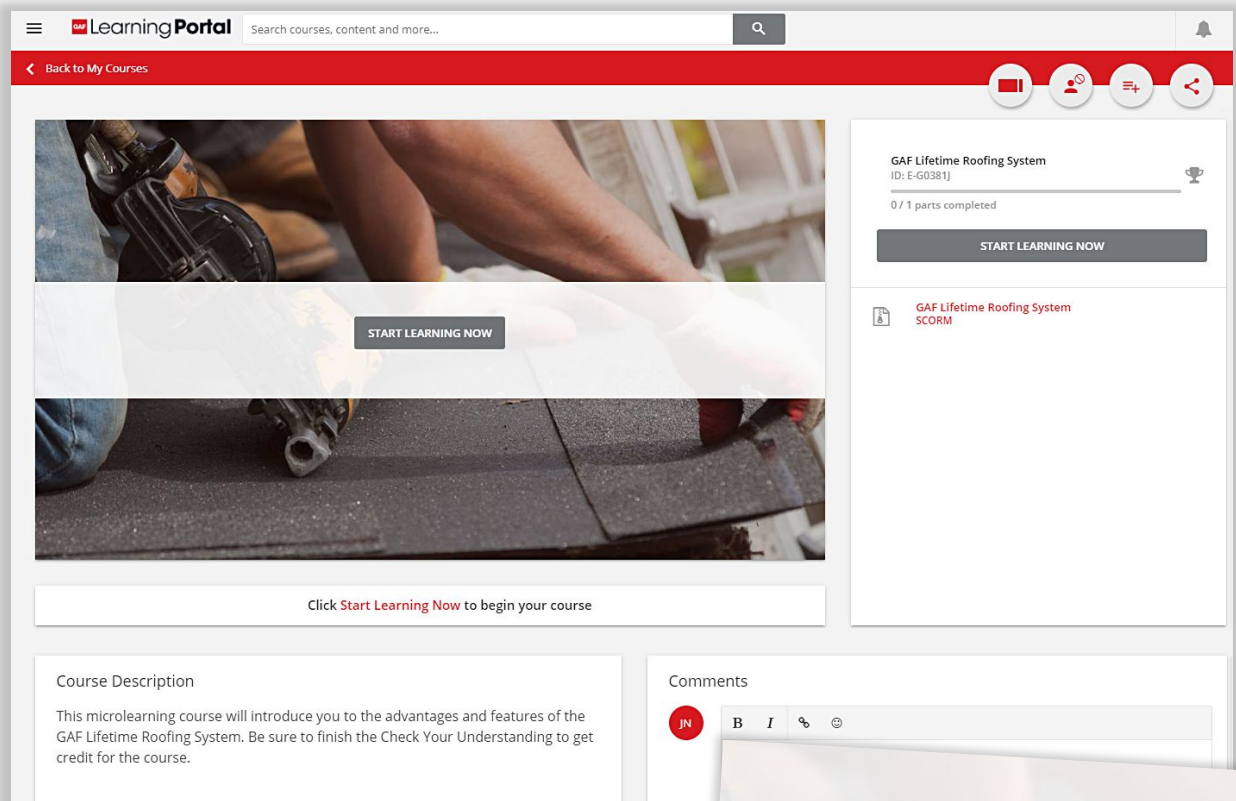 GAF Learning Portal
Search courses, content and more...
Back to My Courses
START LEARNING NOW
Click Start Learning Now to begin your course
GAF Lifetime Roofing System
ID: E-G0381J
0 / 1 parts completed
START LEARNING NOW
GAF Lifetime Roofing System
SCORM
Course Description
This microlearning course will introduce you to the advantages and features of the
GAF Lifetime Roofing System. Be sure to finish the Check Your Understanding to get
credit for the course.
Comments
JN
B I